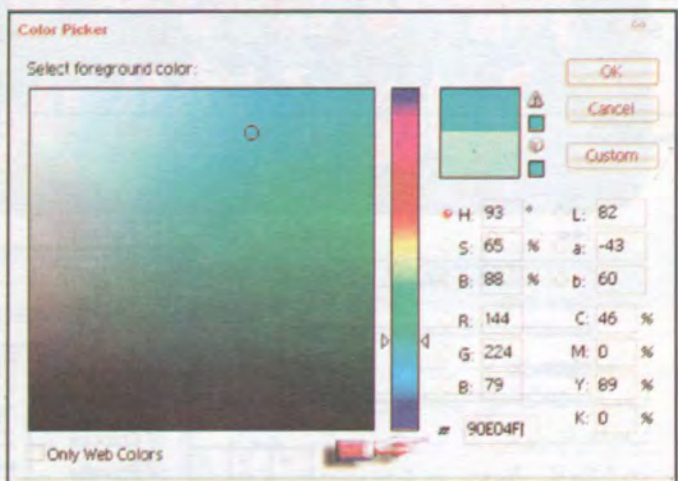 Color Picker
Select foreground color:
OK
Cancel
Custom
H: 93 °
S: 65 %
B: 88 %
R: 144
G: 224
B: 79
# 90E04F
L: 82
a: -43
b: 60
C: 46 %
M: 0 %
Y: 89 %
K: 0 %
Only Web Colors